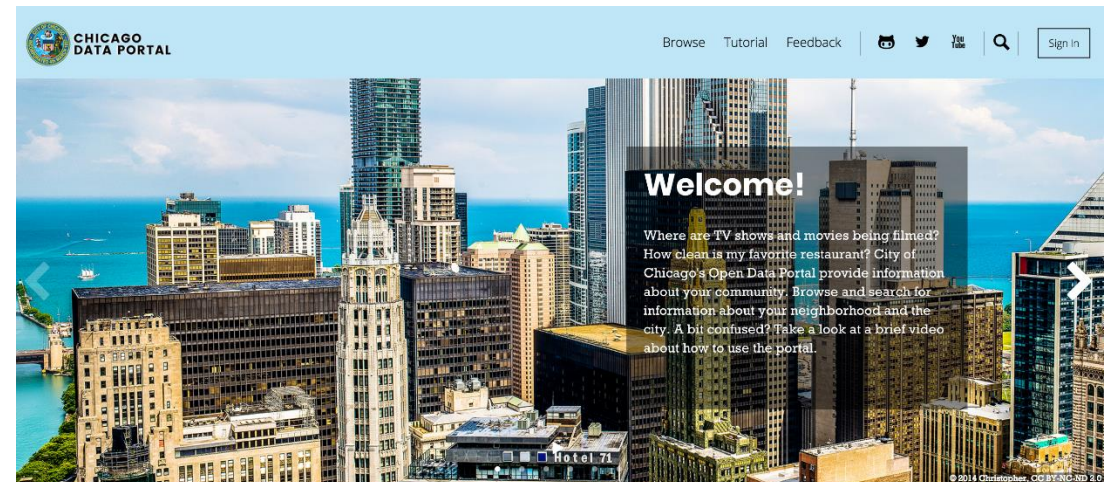 CHICAGO
DATA PORTAL
Browse Tutorial Feedback
You
Tube
Sign In
Welcome!
Where are TV shows and movies being filmed?
How clean is my favorite restaurant? City of
Chicago's Open Data Portal provide information
about your community. Browse and search for
information about your neighborhood and the
city. A bit confused? Take a look at a brief video
about how to use the portal.
Hotel 71
© 2014 Christopher, CC BY-NC-ND 2.0